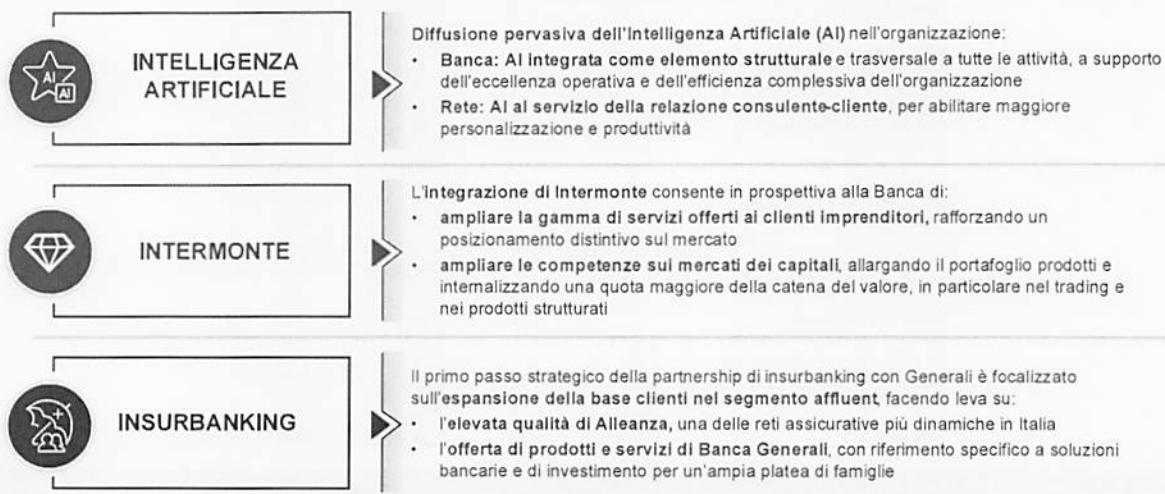 AI
AI
INTELLIGENZA
ARTIFICIALE
Diffusione pervasiva dell'Intelligenza Artificiale (AI) nell'organizzazione:
• Banca: AI integrata come elemento strutturale e trasversale a tutte le attività, a supporto
dell'eccellenza operativa e dell'efficienza complessiva dell'organizzazione
• Rete: AI al servizio della relazione consulente-cliente, per abilitare maggiore
personalizzazione e produttività
INTERMONTE
L'integrazione di Intermonte consente in prospettiva alla Banca di:
• ampliare la gamma di servizi offerti ai clienti imprenditori, rafforzando un
posizionamento distintivo sul mercato
• ampliare le competenze sui mercati dei capitali, allargando il portafoglio prodotti e
internalizzando una quota maggiore della catena del valore, in particolare nel trading e
nei prodotti strutturati
INSURBANKING
Il primo passo strategico della partnership di insurbanking con Generali è focalizzato
sull'espansione della base clienti nel segmento affluent, facendo leva su:
• l'elevata qualità di Alleanza, una delle reti assicurative più dinamiche in Italia
• l'offerta di prodotti e servizi di Banca Generali, con riferimento specifico a soluzioni
bancarie e di investimento per un'ampia platea di famiglie